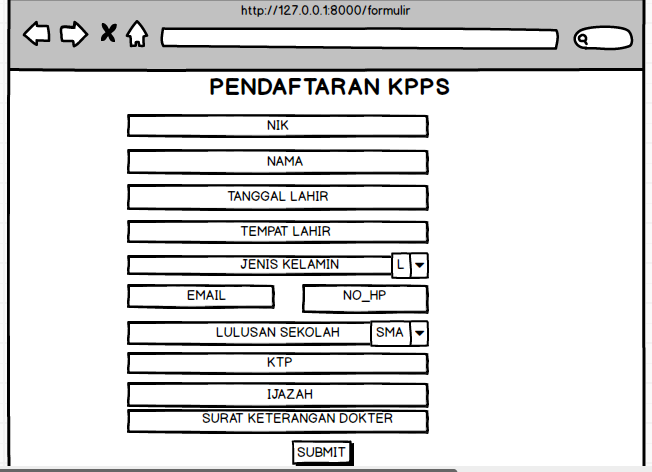 http://127.0.0.1:8000/formulir
PENDAFTARAN KPPS
NIK
NAMA
TANGGAL LAHIR
TEMPAT LAHIR
JENIS KELAMIN L
EMAIL NO_HP
LULUSAN SEKOLAH SMA
KTP
IJAZAH
SURAT KETERANGAN DOKTER
SUBMIT